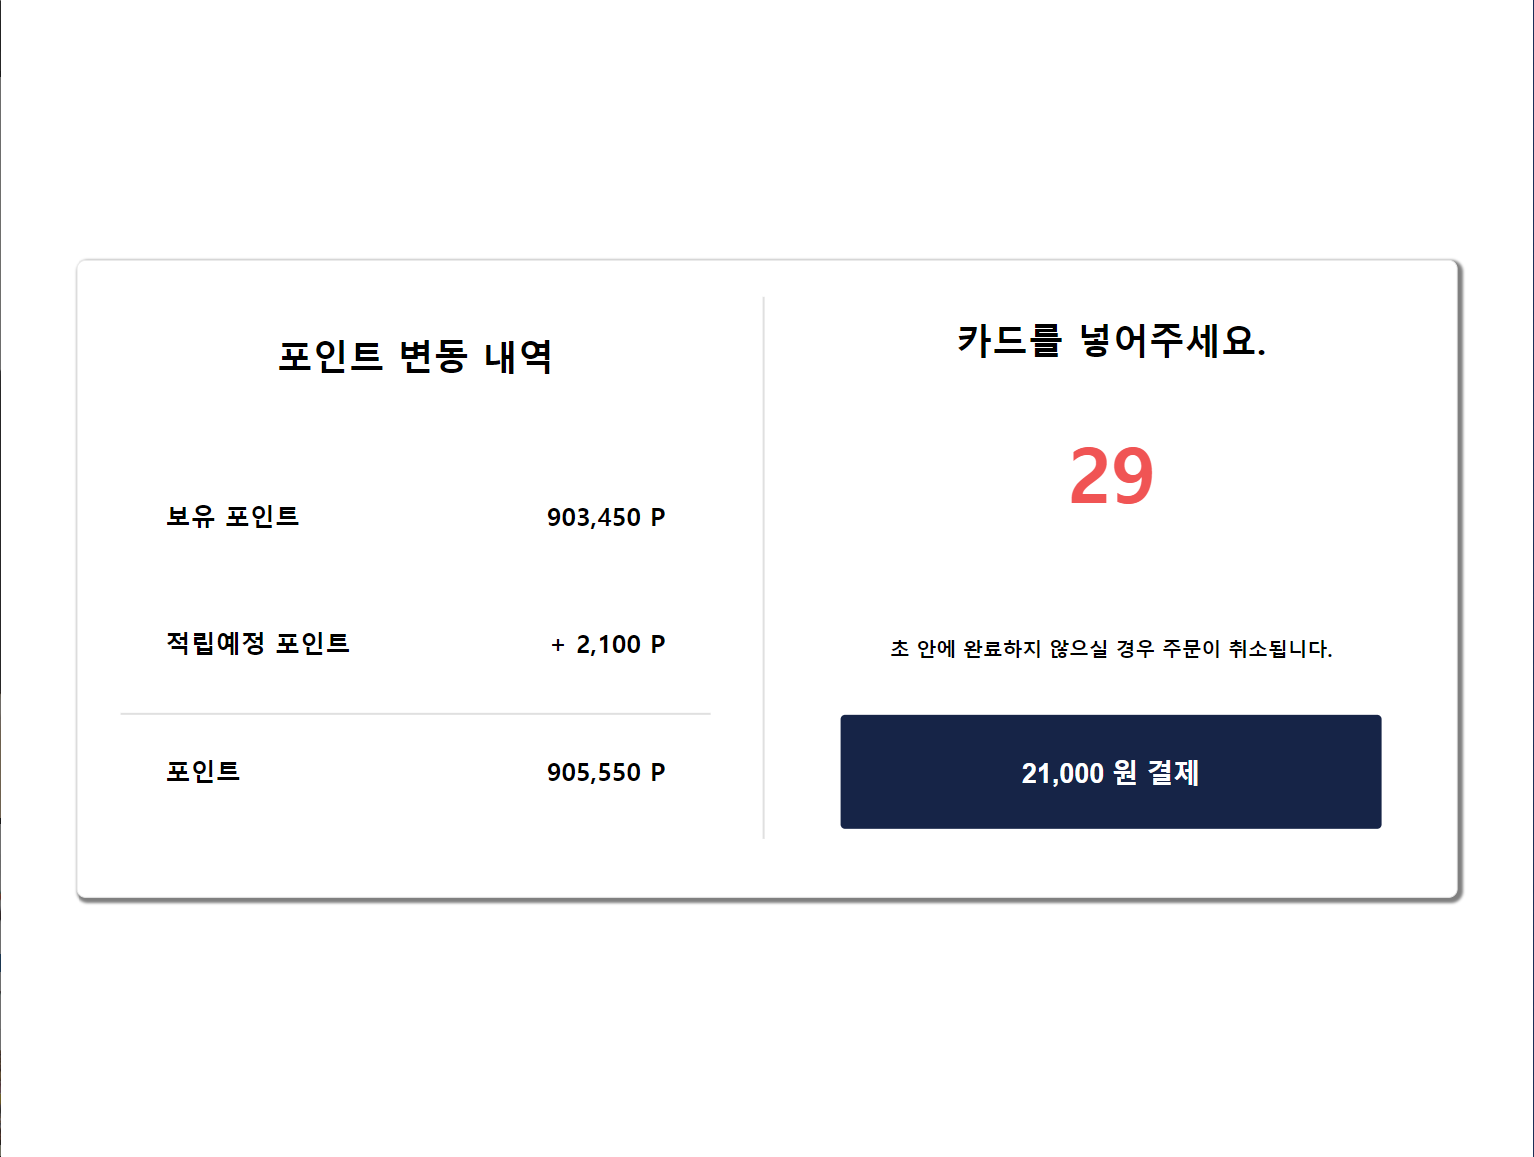 포인트 변동 내역
보유 포인트 903,450 P
적립예정 포인트 + 2,100 P
포인트 905,550 P
카드를 넣어주세요.
29
초 안에 완료하지 않으실 경우 주문이 취소됩니다.
21,000 원 결제